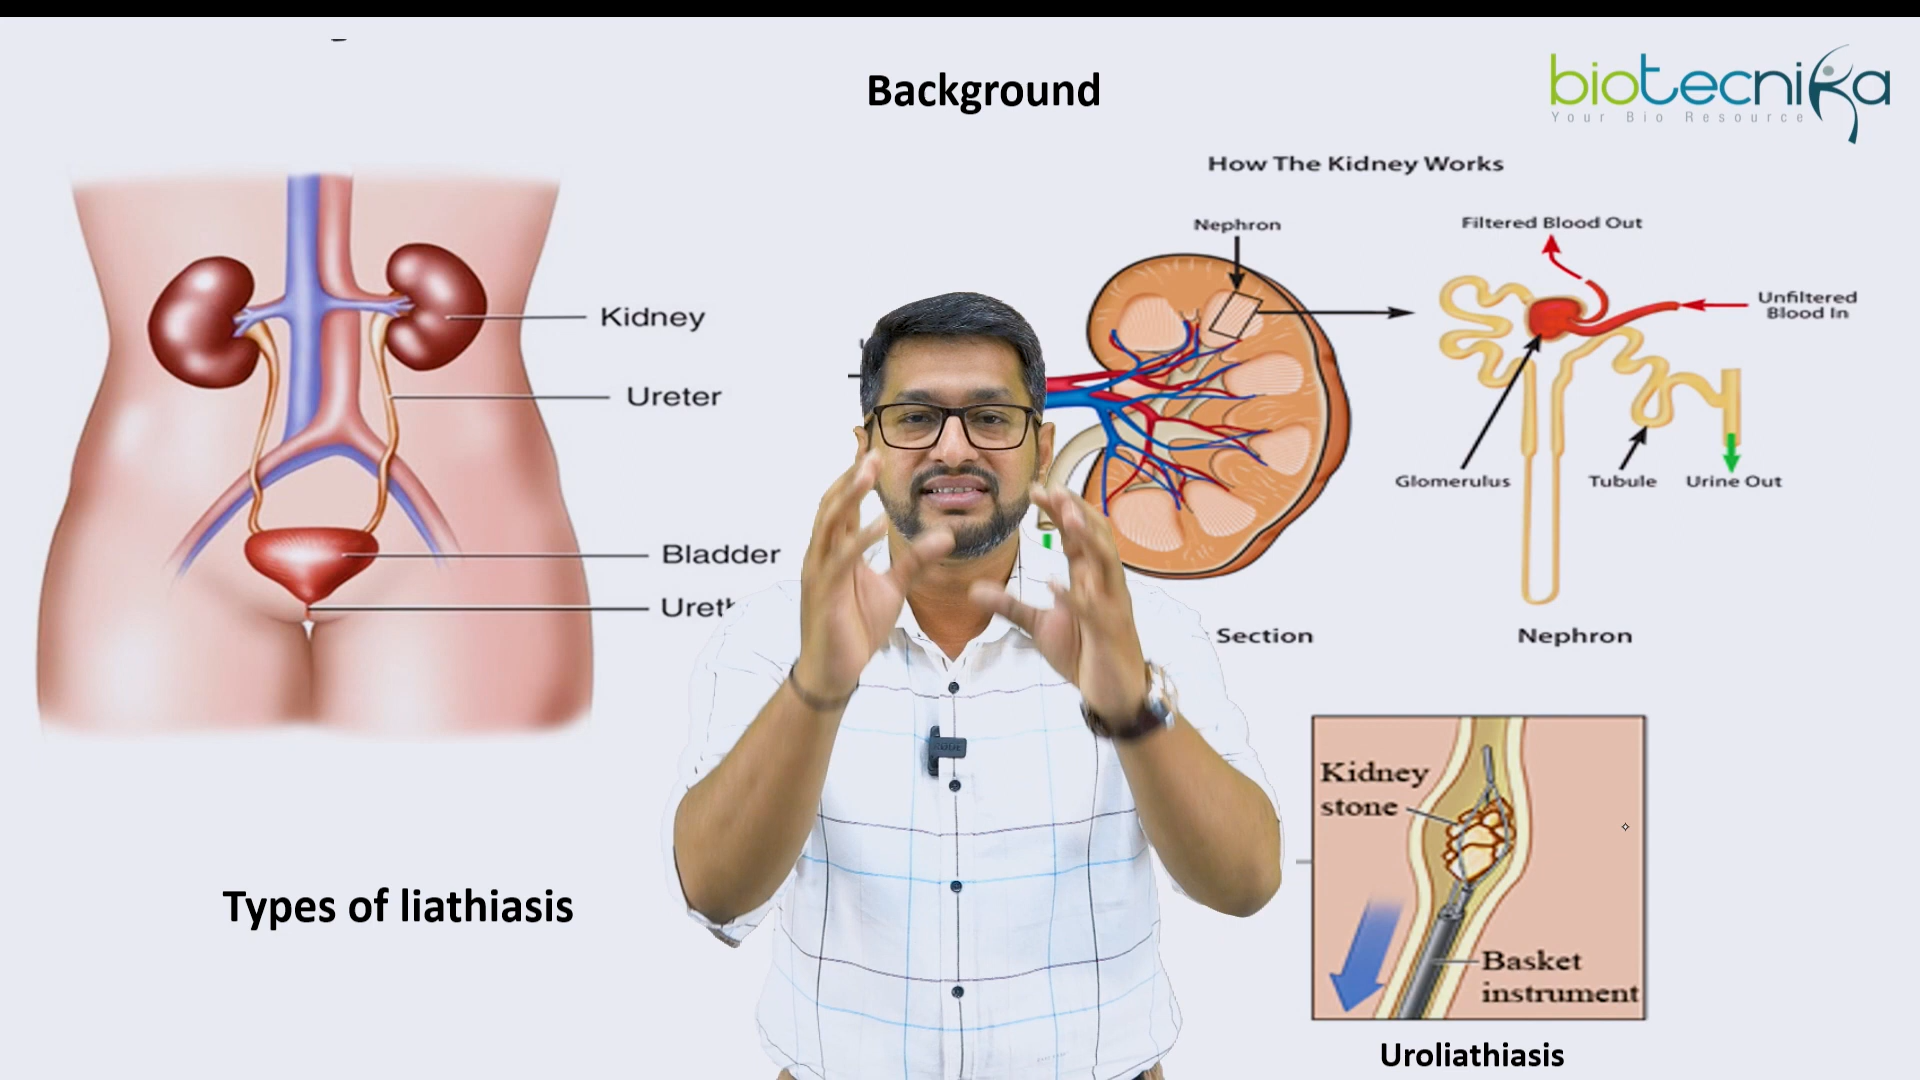 Background
biotecnika
Your Bio Resource
How The Kidney Works
Nephron
Filtered Blood Out
Unfiltered
Blood In
Kidney
Ureter
Glomerulus
Tubule
Urine Out
Bladder
Section
Nephron
Kidney
stone
Types of liathiasis
Basket
instrument
Uroliathiasis